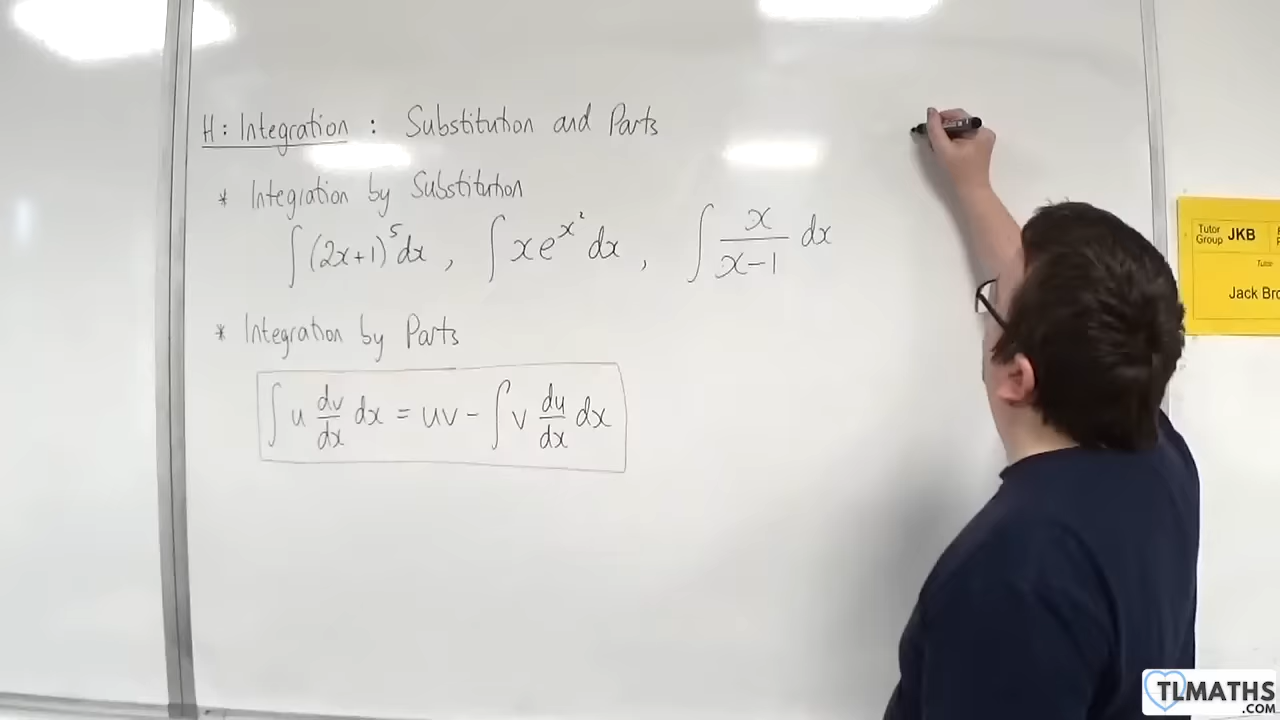 H: Integration : Substitution and Parts
* Integration by Substitution
∫(2x+1)⁵dx , ∫xe^{x²}dx , ∫ x/(x-1) dx
* Integration by Parts
∫u dv/dx dx = uv - ∫v du/dx dx
Tutor Group JKB
Tutor
Jack Bro
TLMATHS
.COM